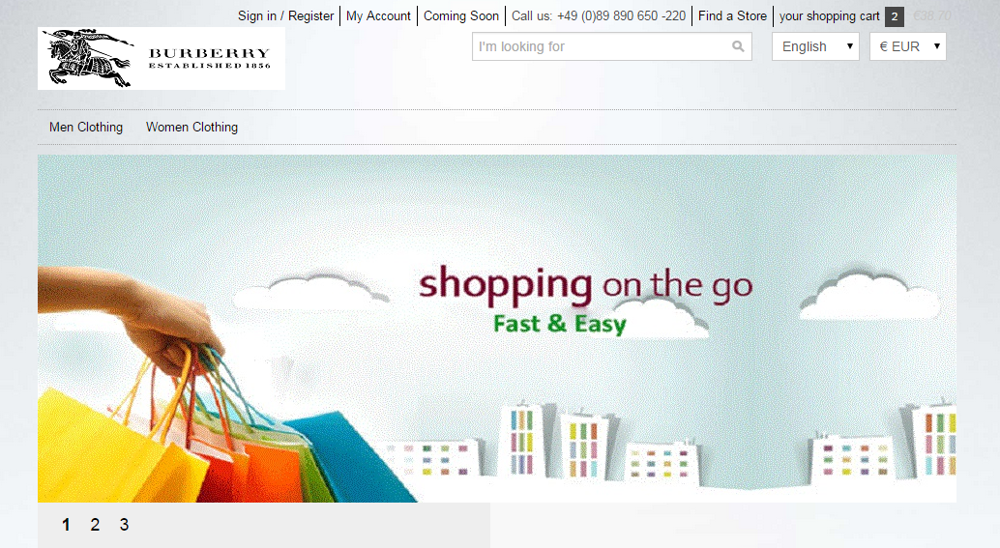 Sign in / Register My Account Coming Soon Call us: +49 (0)89 890 650 -220 Find a Store your shopping cart 2 €38.70
BURBERRY
ESTABLISHED 1856
I'm looking for
English
€ EUR
Men Clothing Women Clothing
shopping on the go
Fast & Easy
1 2 3